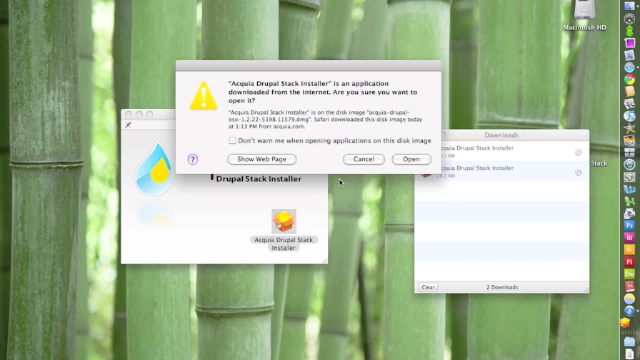 Macintosh HD
"Acquia Drupal Stack Installer" is an application
downloaded from the Internet. Are you sure you want to
open it?
"Acquia Drupal Stack Installer" is on the disk image "acquia-drupal-
osx-1.2.22-5198.11579.dmg". Safari downloaded this disk image today
at 3:13 PM from acquia.com.
Don't warn me when opening applications on this disk image
?
Show Web Page
Cancel
Open
Drupal Stack Installer
Acquia Drupal Stack
Installer
Downloads
Acquia Drupal Stack Installer
Acquia Drupal Stack Installer
Clear
2 Downloads
Stack